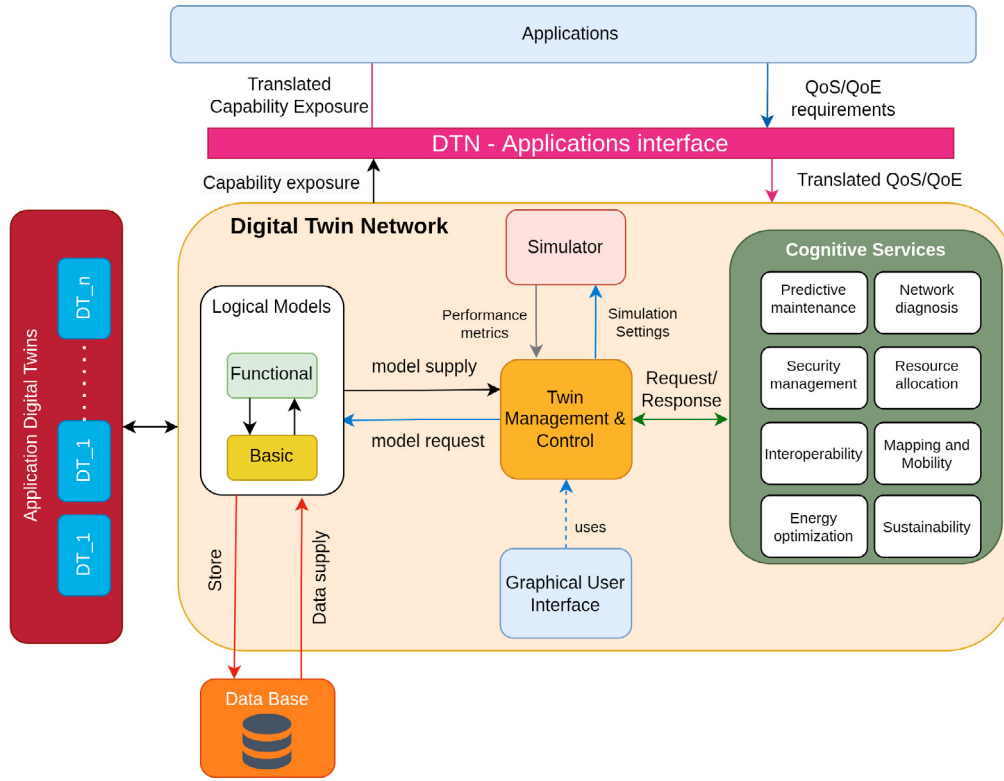 Applications
Translated
Capability Exposure
QoS/QoE
requirements
DTN - Applications interface
Capability exposure
Translated QoS/QoE
Digital Twin Network
Application Digital Twins
DT_n
DT_1
DT_1
Logical Models
Functional
Basic
Simulator
Performance
metrics
Simulation
Settings
model supply
model request
Twin
Management &
Control
Request/
Response
uses
Graphical User
Interface
Cognitive Services
Predictive
maintenance
Network
diagnosis
Security
management
Resource
allocation
Interoperability
Mapping and
Mobility
Energy
optimization
Sustainability
Store
Data supply
Data Base